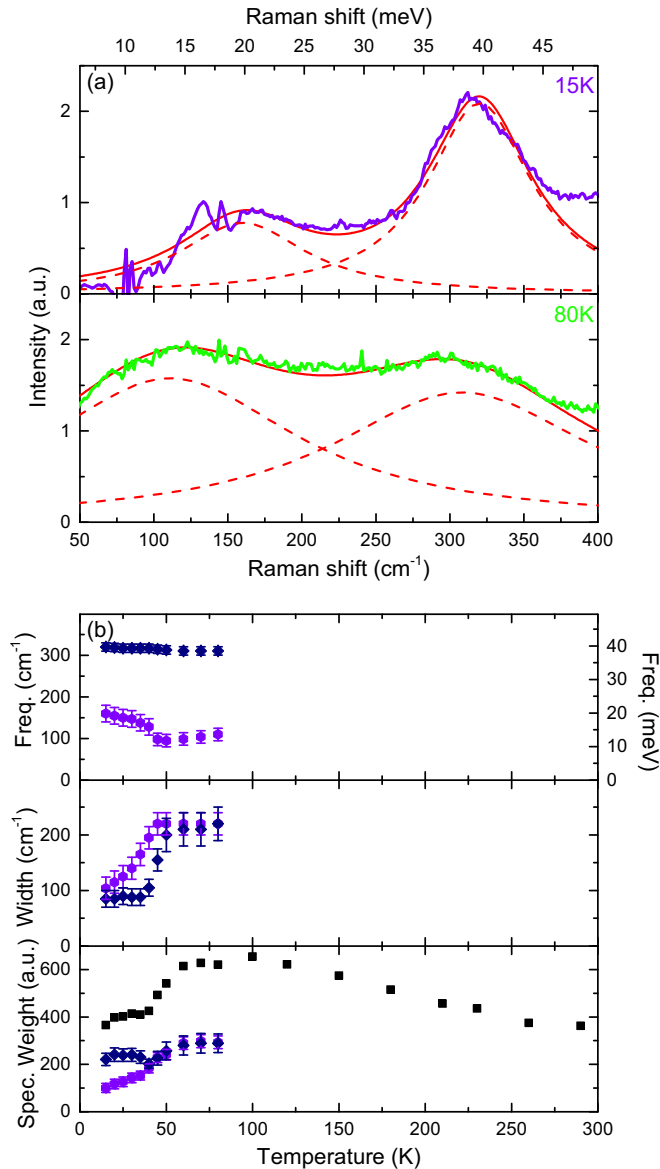 Raman shift (meV)
10 15 20 25 30 35 40 45
(a)
15K
2
1
0
Intensity (a.u.)
80K
2
1
0
50 100 150 200 250 300 350 400
Raman shift (cm⁻¹)
(b)
Freq. (cm⁻¹)
300
200
100
0
40
30
20
10
0
Freq. (meV)
Width (cm⁻¹)
200
100
0
Spec. Weight (a.u.)
600
400
200
0
0 50 100 150 200 250 300
Temperature (K)